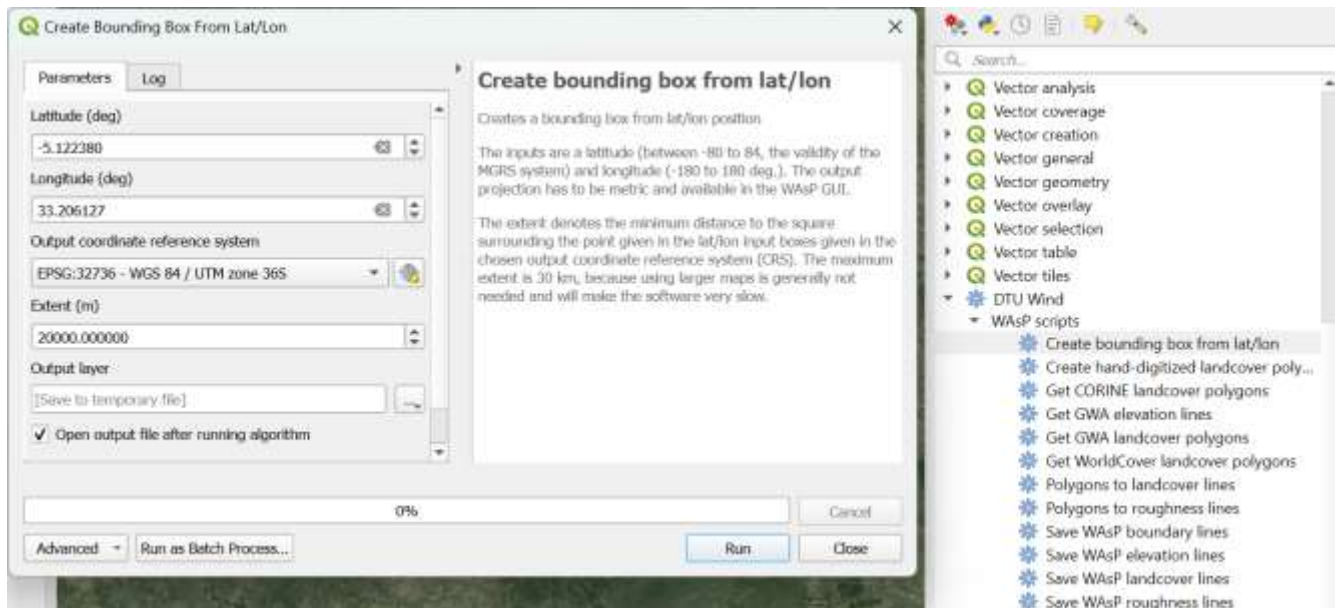 Create Bounding Box From Lat/Lon
Parameters
Log
Latitude (deg)
-5.122380
Longitude (deg)
33.206127
Output coordinate reference system
EPSG:32736 - WGS 84 / UTM zone 36S
Extent (m)
20000.000000
Output layer
[Save to temporary file]
Open output file after running algorithm
Create bounding box from lat/lon
Creates a bounding box from lat/lon position
The inputs are a latitude (between -80 to 84, the validity of the
MGRS system) and longitude (-180 to 180 deg.). The output
projection has to be metric and available in the WAsP GUI.
The extent denotes the minimum distance to the square
surrounding the point given in the lat/lon input boxes given in the
chosen output coordinate reference system (CRS). The maximum
extent is 30 km, because using larger maps is generally not
needed and will make the software very slow.
0%
Cancel
Advanced
Run as Batch Process...
Run
Close
Search...
Vector analysis
Vector coverage
Vector creation
Vector general
Vector geometry
Vector overlay
Vector selection
Vector table
Vector tiles
DTU Wind
WAsP scripts
Create bounding box from lat/lon
Create hand-digitized landcover poly...
Get CORINE landcover polygons
Get GWA elevation lines
Get GWA landcover polygons
Get WorldCover landcover polygons
Polygons to landcover lines
Polygons to roughness lines
Save WAsP boundary lines
Save WAsP elevation lines
Save WAsP landcover lines
Save WAsP roughness lines